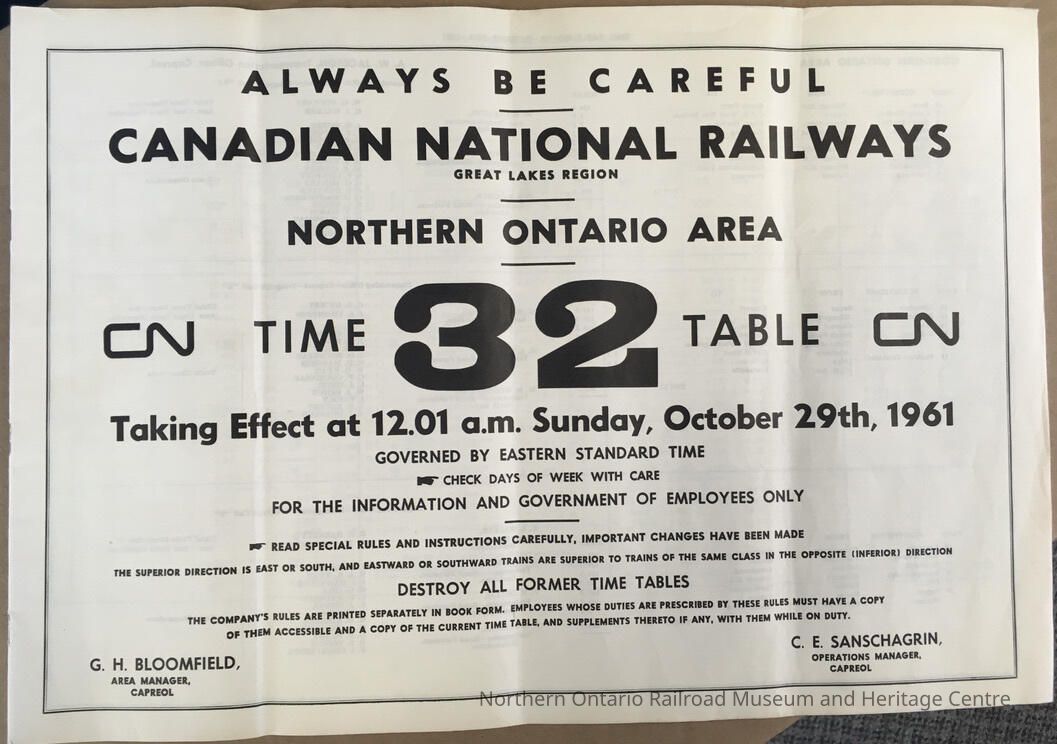 ALWAYS BE CAREFUL
CANADIAN NATIONAL RAILWAYS
GREAT LAKES REGION
NORTHERN ONTARIO AREA
CN TIME 32 TABLE CN
Taking Effect at 12.01 a.m. Sunday, October 29th, 1961
GOVERNED BY EASTERN STANDARD TIME
☛ CHECK DAYS OF WEEK WITH CARE
FOR THE INFORMATION AND GOVERNMENT OF EMPLOYEES ONLY
☛ READ SPECIAL RULES AND INSTRUCTIONS CAREFULLY, IMPORTANT CHANGES HAVE BEEN MADE
THE SUPERIOR DIRECTION IS EAST OR SOUTH, AND EASTWARD OR SOUTHWARD TRAINS ARE SUPERIOR TO TRAINS OF THE SAME CLASS IN THE OPPOSITE (INFERIOR) DIRECTION
DESTROY ALL FORMER TIME TABLES
THE COMPANY'S RULES ARE PRINTED SEPARATELY IN BOOK FORM. EMPLOYEES WHOSE DUTIES ARE PRESCRIBED BY THESE RULES MUST HAVE A COPY
OF THEM ACCESSIBLE AND A COPY OF THE CURRENT TIME TABLE, AND SUPPLEMENTS THERETO IF ANY, WITH THEM WHILE ON DUTY.
G. H. BLOOMFIELD,
AREA MANAGER,
CAPREOL
C. E. SANSCHAGRIN,
OPERATIONS MANAGER,
CAPREOL
Northern Ontario Railroad Museum and Heritage Centre